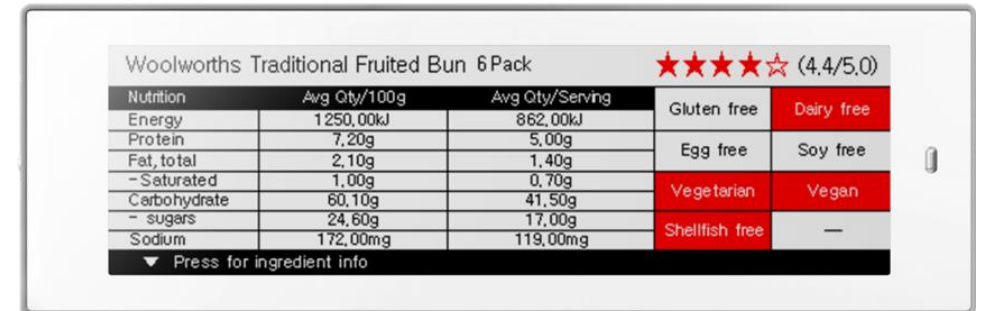 Woolworths Traditional Fruited Bun 6 Pack ★★★★☆ (4.4/5.0)
Nutrition Avg Qty/100g Avg Qty/Serving
Energy 1250.00kJ 862.00kJ
Protein 7.20g 5.00g
Fat, total 2.10g 1.40g
- Saturated 1.00g 0.70g
Carbohydrate 60.10g 41.50g
- sugars 24.60g 17.00g
Sodium 172.00mg 119.00mg
Gluten free Dairy free
Egg free Soy free
Vegetarian Vegan
Shellfish free —
▼ Press for ingredient info